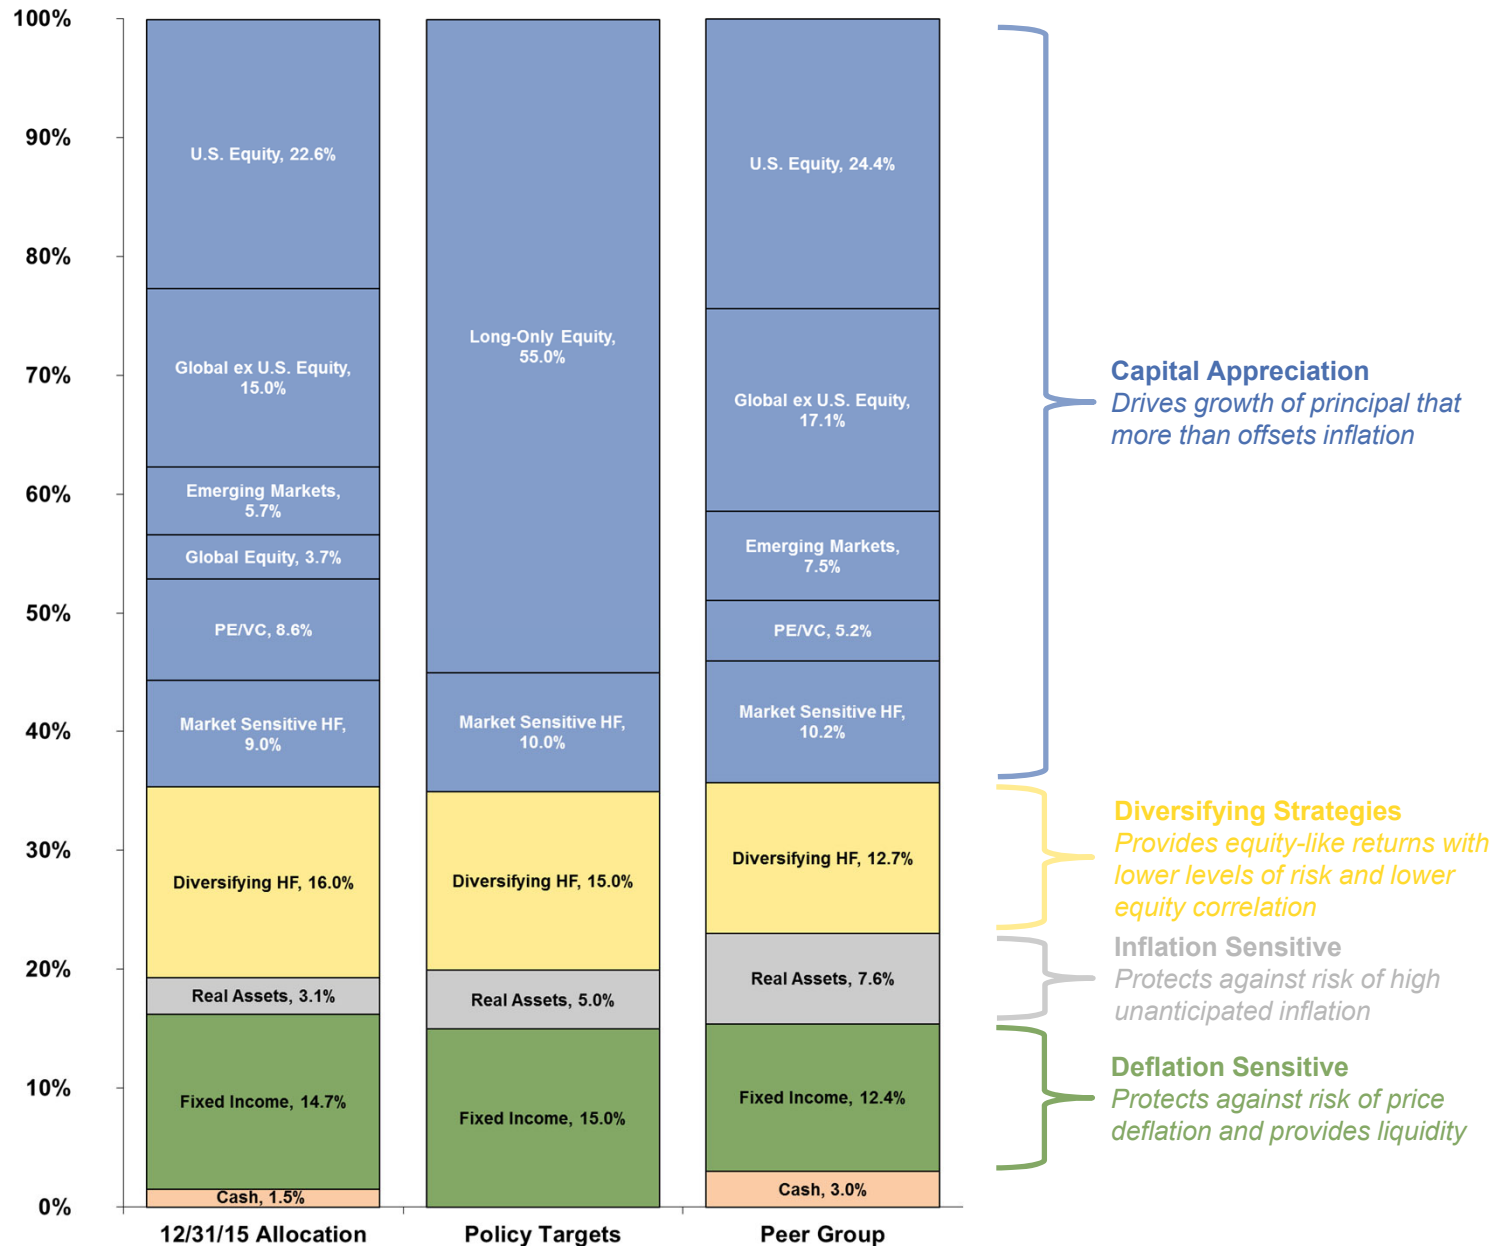 100%
90%
80%
70%
60%
50%
40%
30%
20%
10%
0%
U.S. Equity, 22.6%
Global ex U.S. Equity,
15.0%
Emerging Markets,
5.7%
Global Equity, 3.7%
PE/VC, 8.6%
Market Sensitive HF,
9.0%
Diversifying HF, 16.0%
Real Assets, 3.1%
Fixed Income, 14.7%
Cash, 1.5%
12/31/15 Allocation
Long-Only Equity,
55.0%
Market Sensitive HF,
10.0%
Diversifying HF, 15.0%
Real Assets, 5.0%
Fixed Income, 15.0%
Policy Targets
U.S. Equity, 24.4%
Global ex U.S. Equity,
17.1%
Emerging Markets,
7.5%
PE/VC, 5.2%
Market Sensitive HF,
10.2%
Diversifying HF, 12.7%
Real Assets, 7.6%
Fixed Income, 12.4%
Cash, 3.0%
Peer Group
Capital Appreciation
Drives growth of principal that
more than offsets inflation
Diversifying Strategies
Provides equity-like returns with
lower levels of risk and lower
equity correlation
Inflation Sensitive
Protects against risk of high
unanticipated inflation
Deflation Sensitive
Protects against risk of price
deflation and provides liquidity